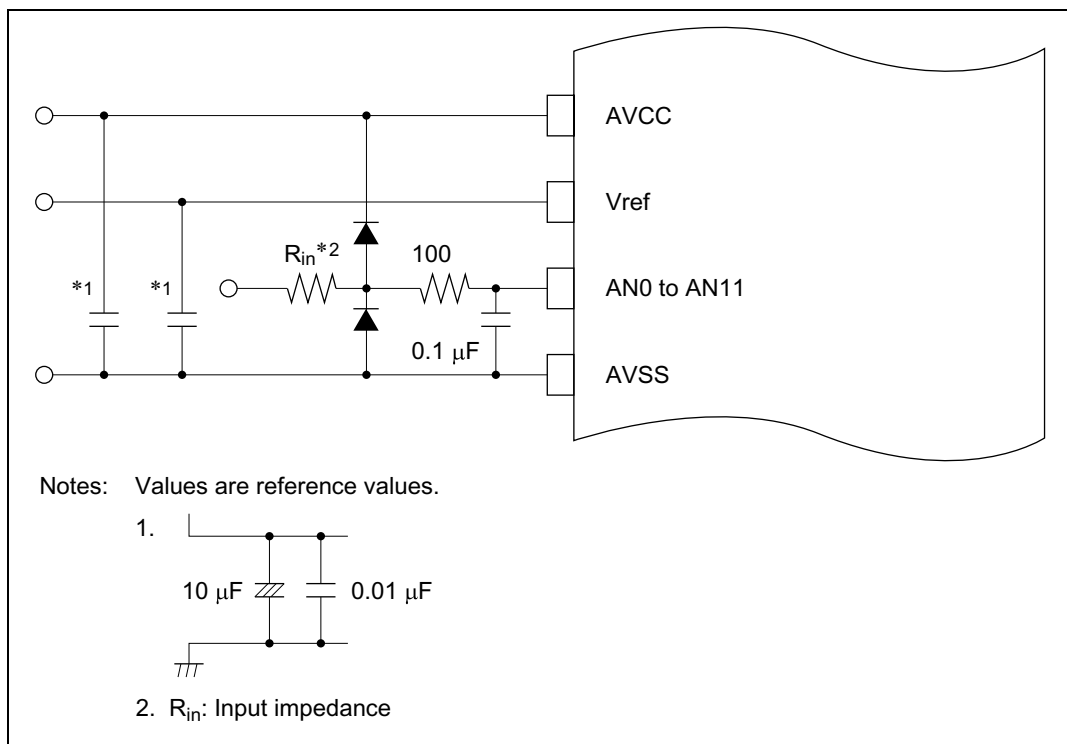 AVCC
Vref
Rin*2
100
*1
*1
AN0 to AN11
0.1 μF
AVSS
Notes: Values are reference values.
1.
10 μF
0.01 μF
2. Rin: Input impedance